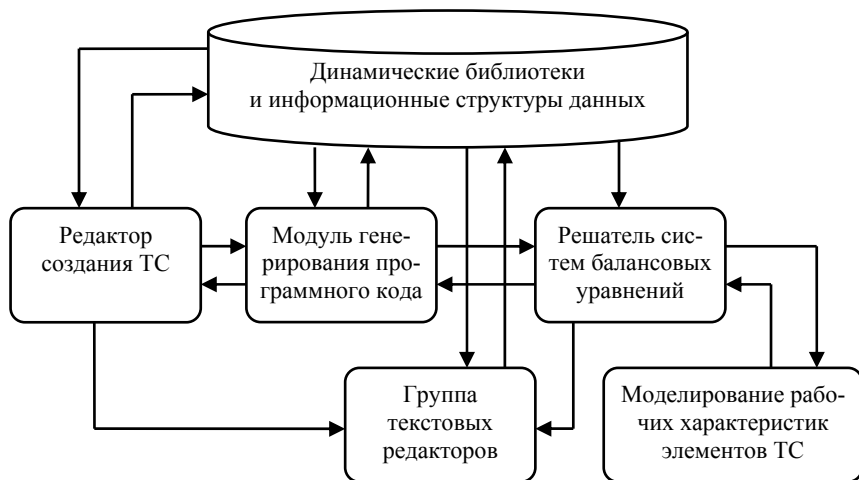 Динамические библиотеки
и информационные структуры данных
Редактор
создания ТС
Модуль гене-
рирования про-
граммного кода
Решатель сис-
тем балансовых
уравнений
Группа
текстовых
редакторов
Моделирование рабо-
чих характеристик
элементов ТС